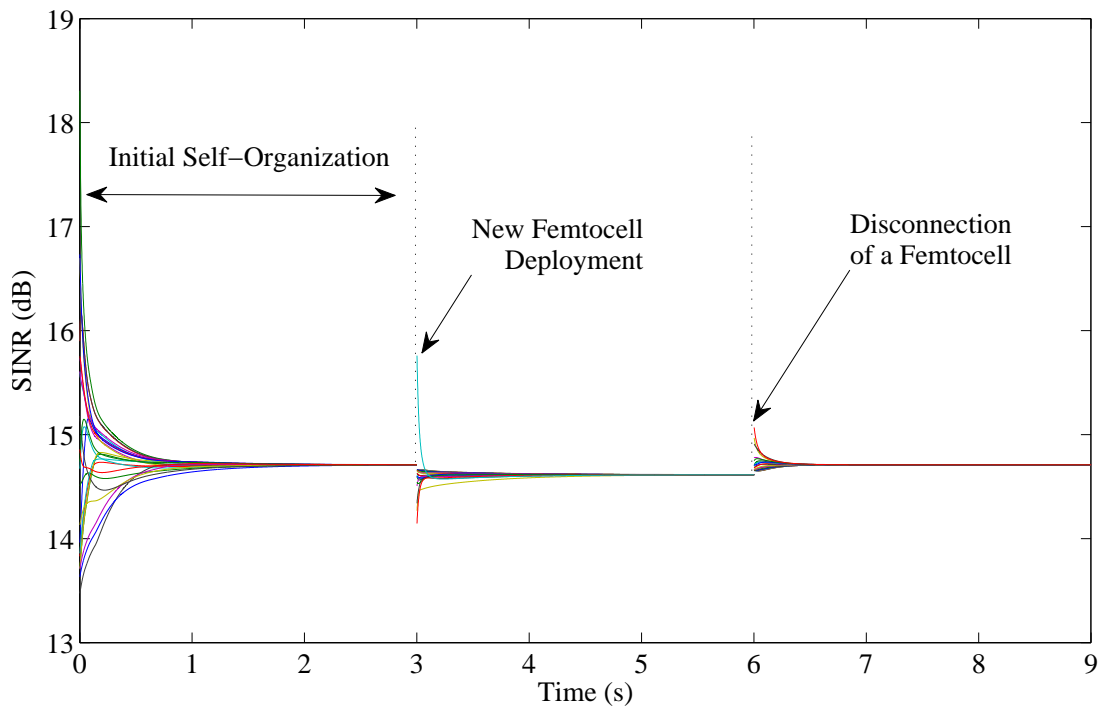 19
18
17
16
15
14
13
SINR (dB)
Initial Self−Organization
New Femtocell
Deployment
Disconnection
of a Femtocell
0 1 2 3 4 5 6 7 8 9
Time (s)